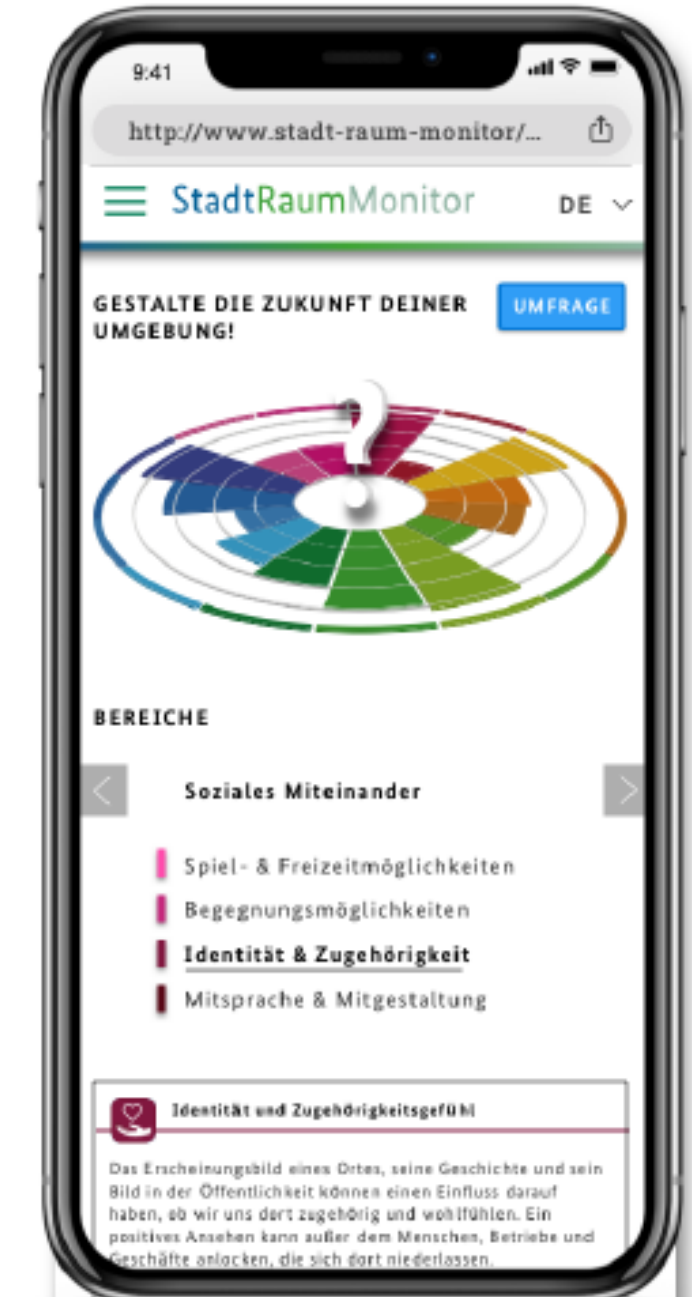 9:41
http://www.stadt-raum-monitor/...
StadtRaumMonitor
DE
GESTALTE DIE ZUKUNFT DEINER
UMGEBUNG!
UMFRAGE
?
BEREICHE
Soziales Miteinander
Spiel- & Freizeitmöglichkeiten
Begegnungsmöglichkeiten
Identität & Zugehörigkeit
Mitsprache & Mitgestaltung
Identität und Zugehörigkeitsgefühl
Das Erscheinungsbild eines Ortes, seine Geschichte und sein
Bild in der Öffentlichkeit können einen Einfluss darauf
haben, ob wir uns dort zugehörig und wohlfühlen. Ein
positives Ansehen kann außer dem Menschen, Betriebe und
Geschäfte anlocken, die sich dort niederlassen.